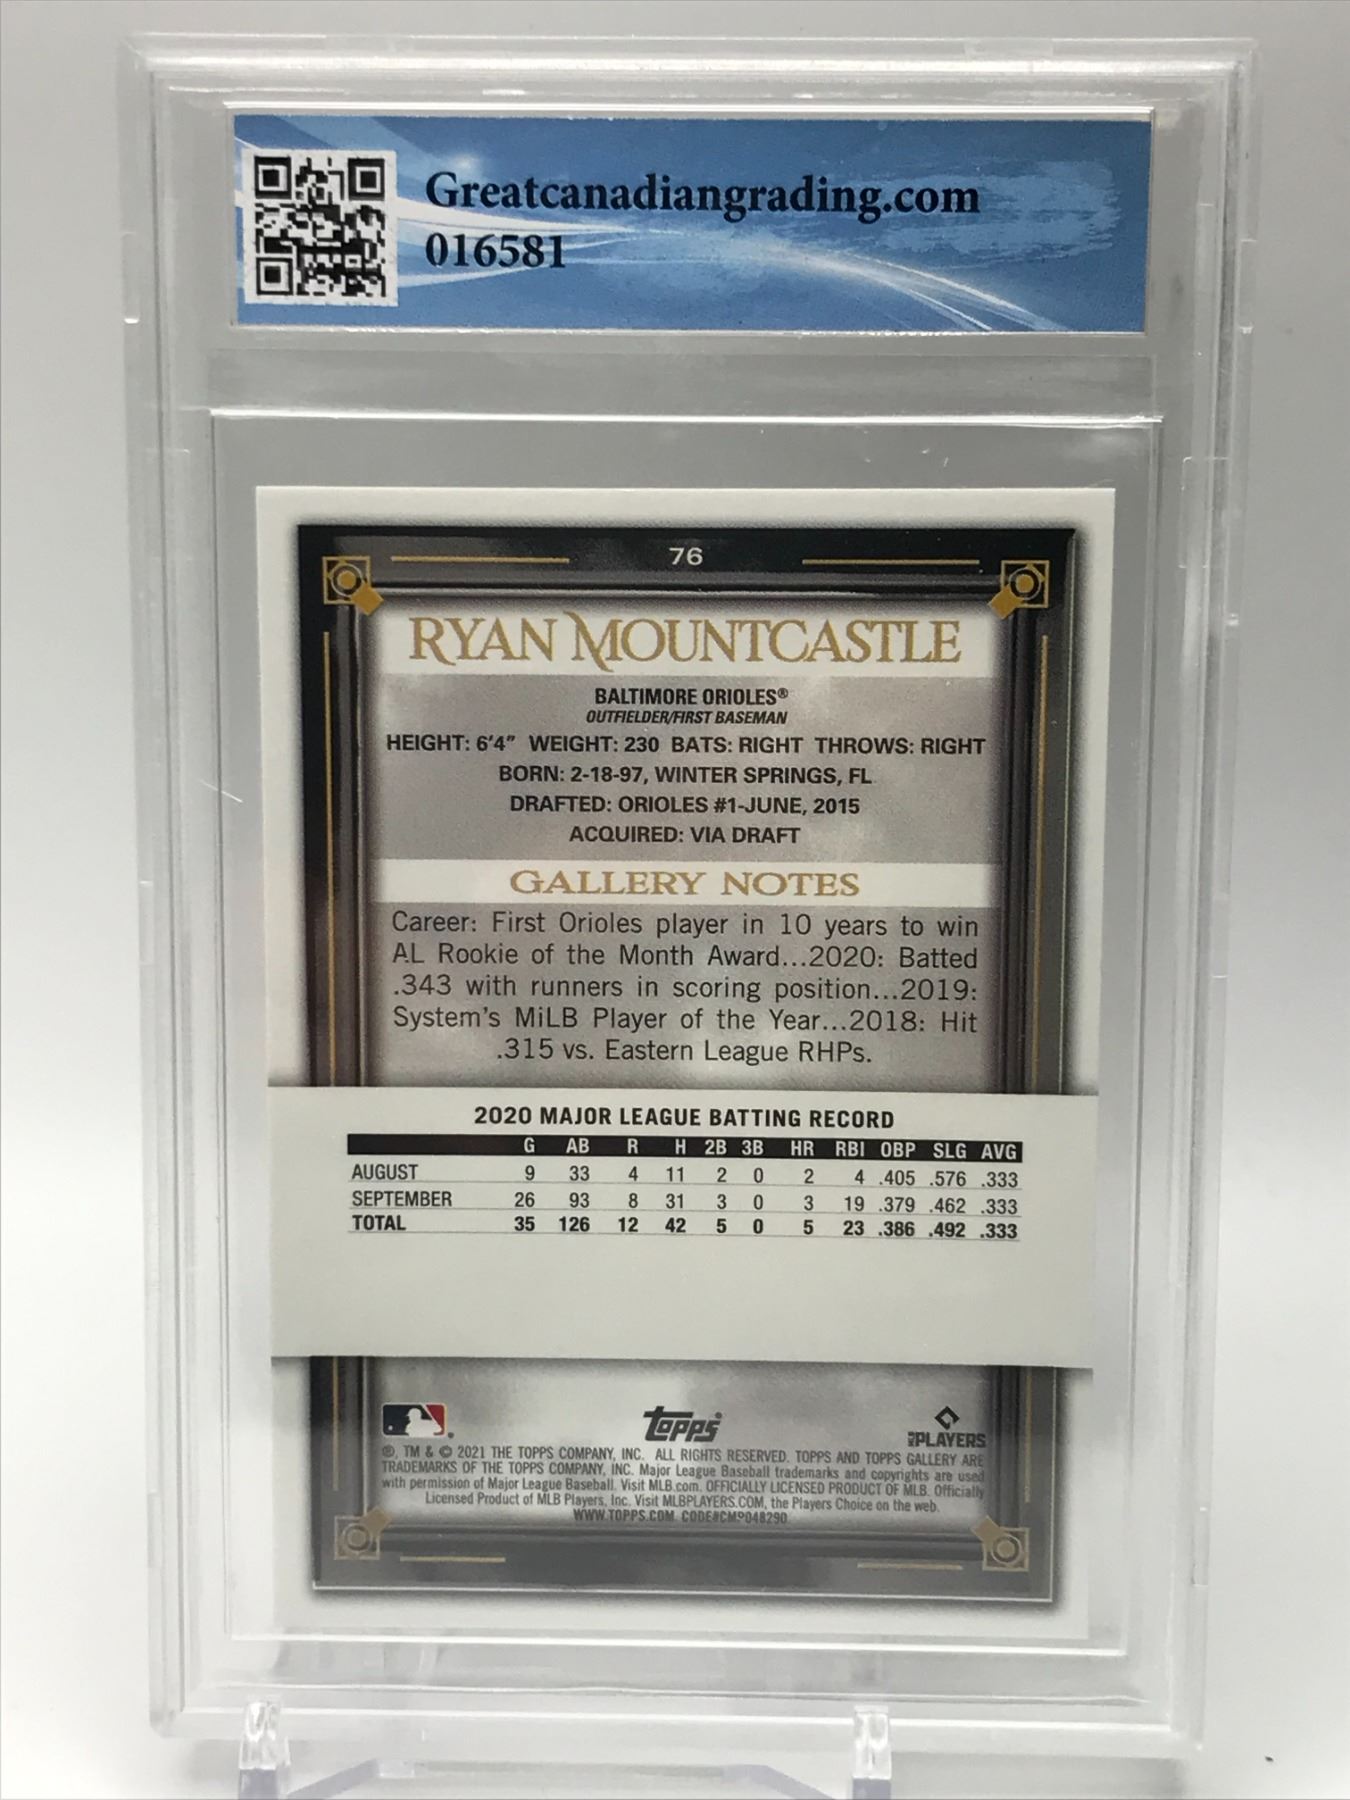 Greatcanadiangrading.com
016581
76
RYAN MOUNTCASTLE
BALTIMORE ORIOLES®
OUTFIELDER/FIRST BASEMAN
HEIGHT: 6'4" WEIGHT: 230 BATS: RIGHT THROWS: RIGHT
BORN: 2-18-97, WINTER SPRINGS, FL
DRAFTED: ORIOLES #1-JUNE, 2015
ACQUIRED: VIA DRAFT
GALLERY NOTES
Career: First Orioles player in 10 years to win
AL Rookie of the Month Award...2020: Batted
.343 with runners in scoring position...2019:
System's MiLB Player of the Year...2018: Hit
.315 vs. Eastern League RHPs.
2020 MAJOR LEAGUE BATTING RECORD
G AB R H 2B 3B HR RBI OBP SLG AVG
AUGUST 9 33 4 11 2 0 2 4 .405 .576 .333
SEPTEMBER 26 93 8 31 3 0 3 19 .379 .462 .333
TOTAL 35 126 12 42 5 0 5 23 .386 .492 .333
Topps
PLAYERS
®, TM & © 2021 THE TOPPS COMPANY, INC. ALL RIGHTS RESERVED. TOPPS AND TOPPS GALLERY ARE
TRADEMARKS OF THE TOPPS COMPANY, INC. Major League Baseball trademarks and copyrights are used
with permission of Major League Baseball. Visit MLB.com. OFFICIALLY LICENSED PRODUCT OF MLB. Officially
Licensed Product of MLB Players, Inc. Visit MLBPLAYERS.COM, the Players Choice on the web.
WWW.TOPPS.COM CODE#CMP048290